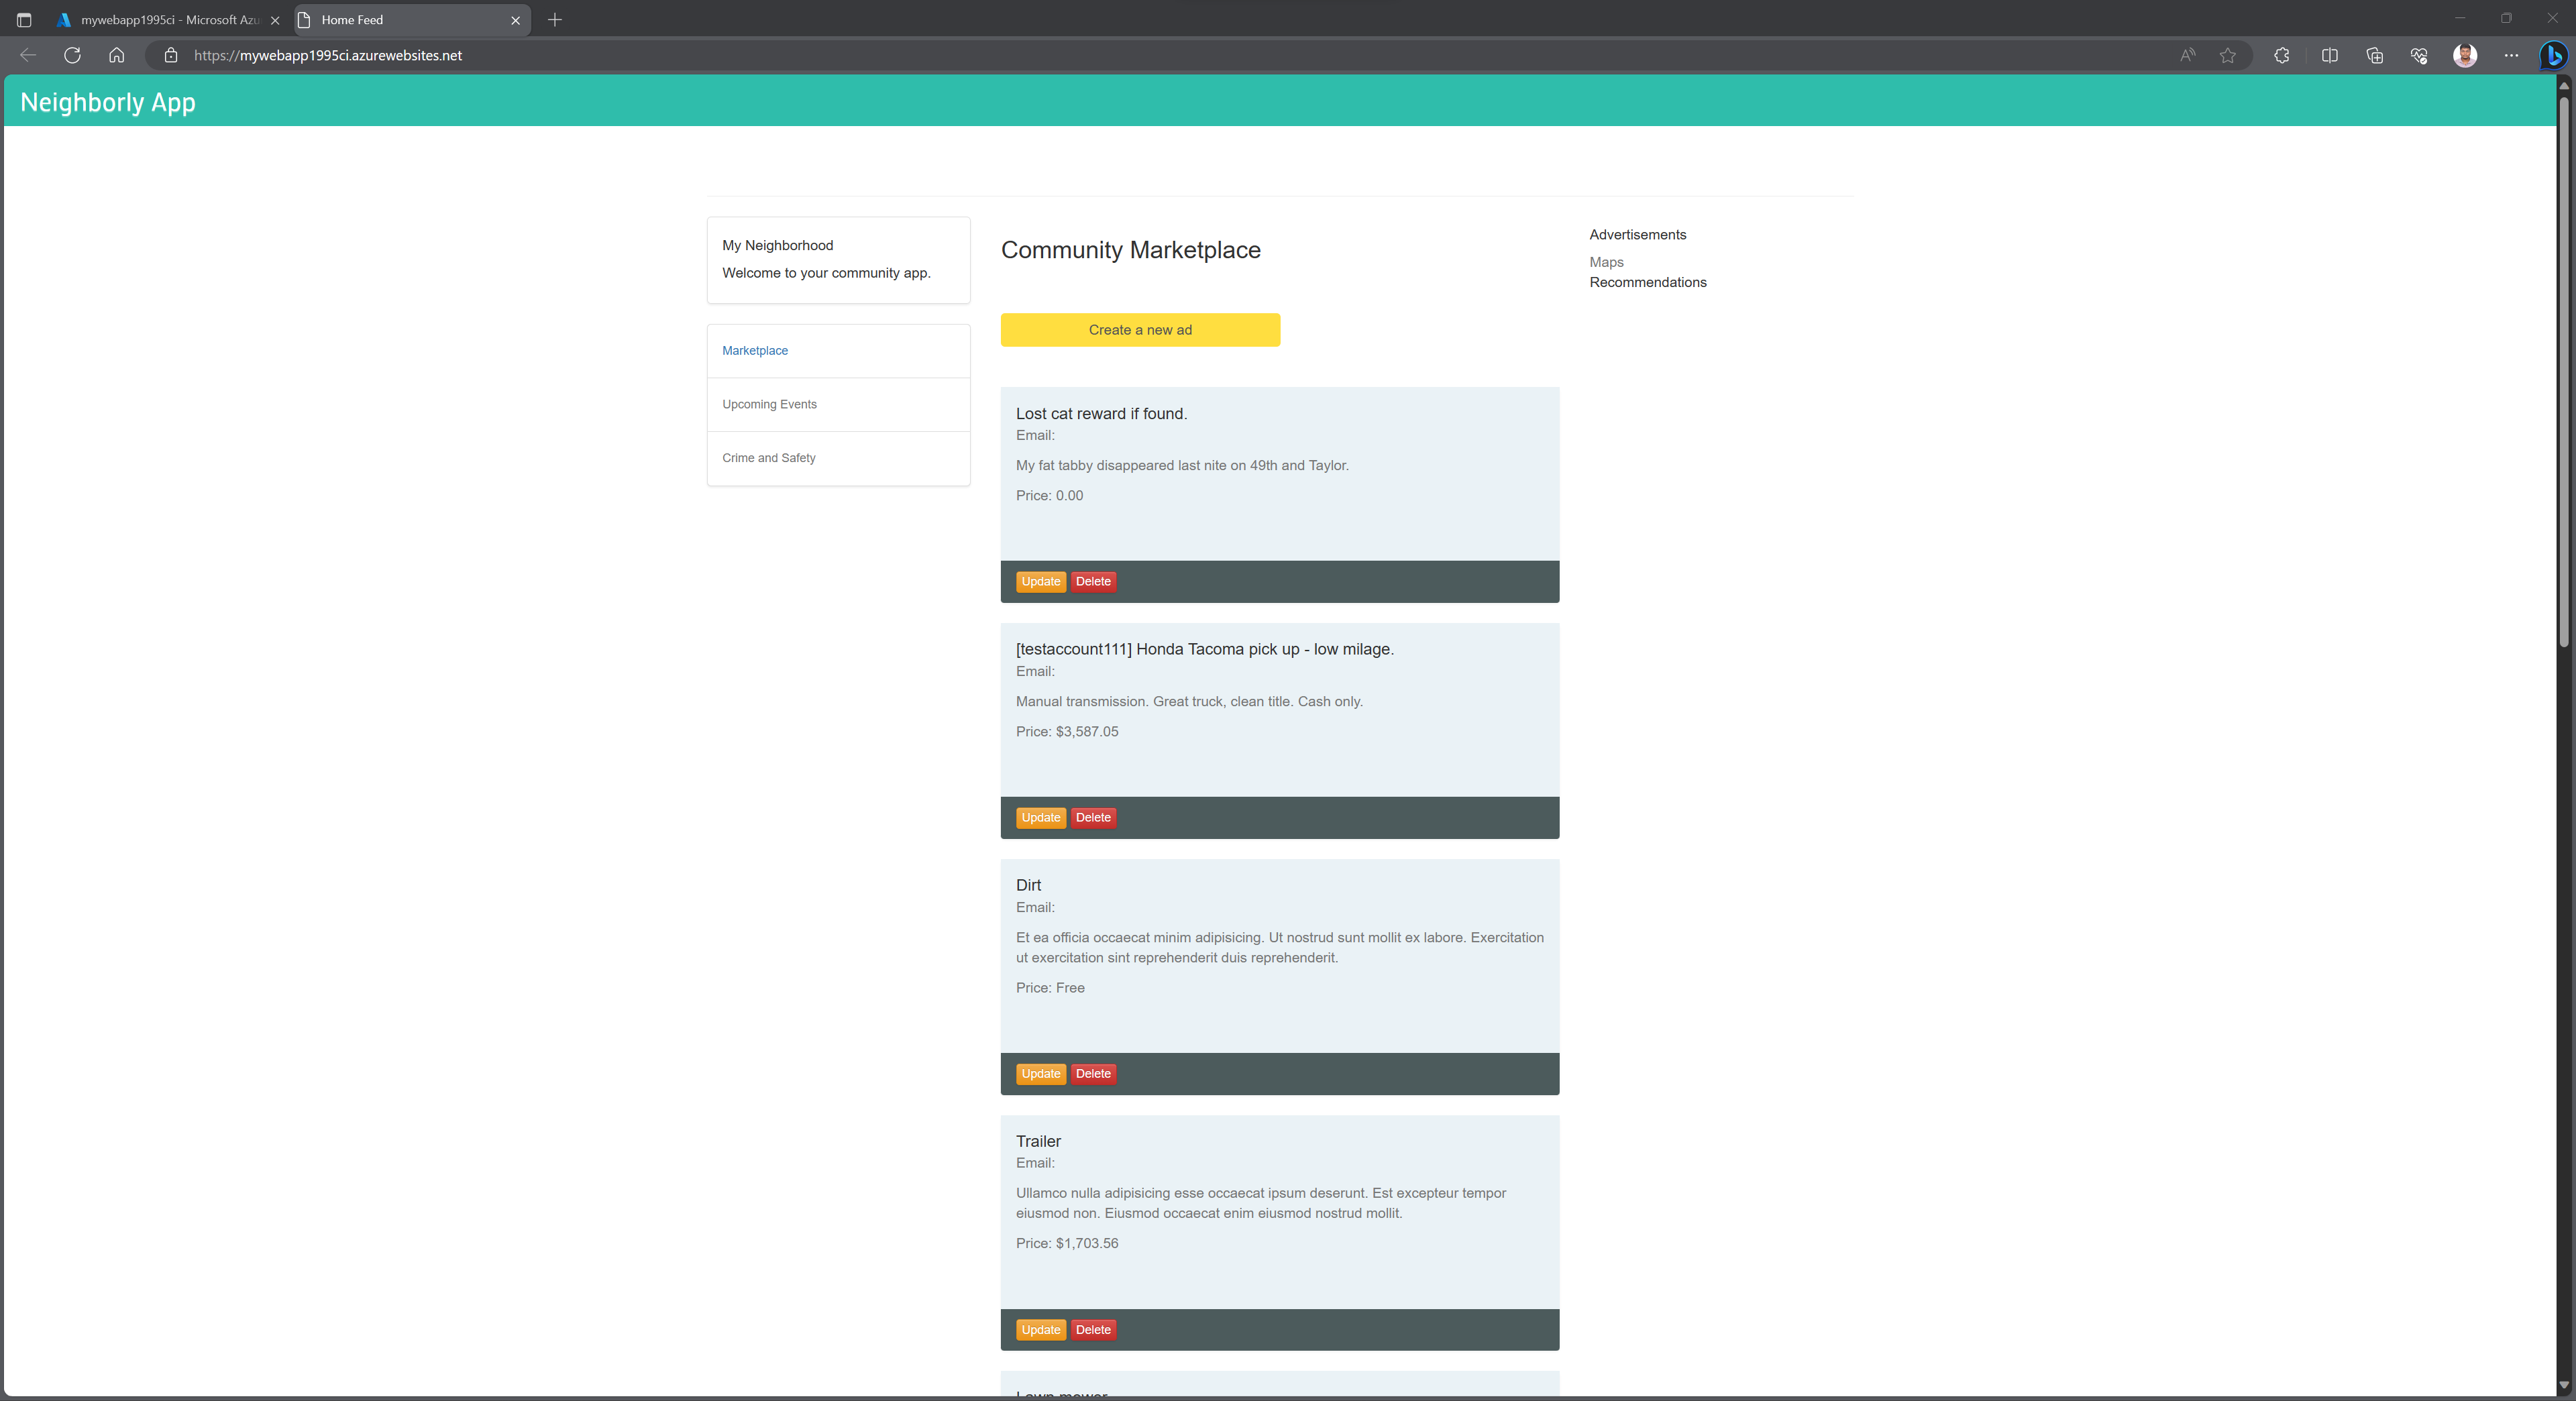 mywebapp1995ci - Microsoft Azu
Home Feed
https://mywebapp1995ci.azurewebsites.net
Neighborly App
My Neighborhood
Welcome to your community app.
Marketplace
Upcoming Events
Crime and Safety
Community Marketplace
Create a new ad
Lost cat reward if found.
Email:
My fat tabby disappeared last nite on 49th and Taylor.
Price: 0.00
Update Delete
[testaccount111] Honda Tacoma pick up - low milage.
Email:
Manual transmission. Great truck, clean title. Cash only.
Price: $3,587.05
Update Delete
Dirt
Email:
Et ea officia occaecat minim adipisicing. Ut nostrud sunt mollit ex labore. Exercitation
ut exercitation sint reprehenderit duis reprehenderit.
Price: Free
Update Delete
Trailer
Email:
Ullamco nulla adipisicing esse occaecat ipsum deserunt. Est excepteur tempor
eiusmod non. Eiusmod occaecat enim eiusmod nostrud mollit.
Price: $1,703.56
Update Delete
Lawn mower
Advertisements
Maps
Recommendations